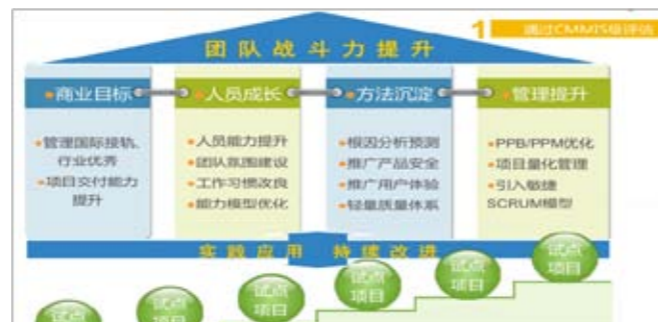 1 通过CMMI5级评估
团队战斗力提升
商业目标
人员成长
方法沉淀
管理提升
管理国际接轨、
行业优秀
项目交付能力
提升
人员能力提升
团队氛围建设
工作习惯改良
能力模型优化
根因分析预测
推广产品安全
推广用户体验
轻量质量体系
PPB/PPM优化
项目量化管理
引入敏捷
SCRUM模型
实践应用 持续改进
试点
项目
试点
项目
试点
项目
试点
项目
试点
项目
试点
项目